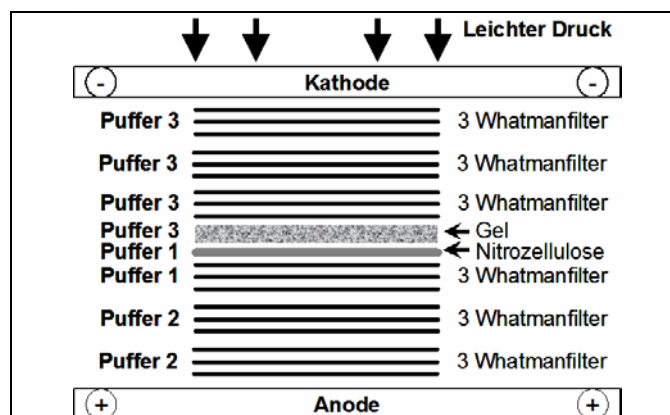 Leichter Druck
- Kathode -
Puffer 3 3 Whatmanfilter
Puffer 3 3 Whatmanfilter
Puffer 3 3 Whatmanfilter
Puffer 3 Gel
Puffer 1 Nitrozellulose
Puffer 1 3 Whatmanfilter
Puffer 2 3 Whatmanfilter
Puffer 2 3 Whatmanfilter
+ Anode +